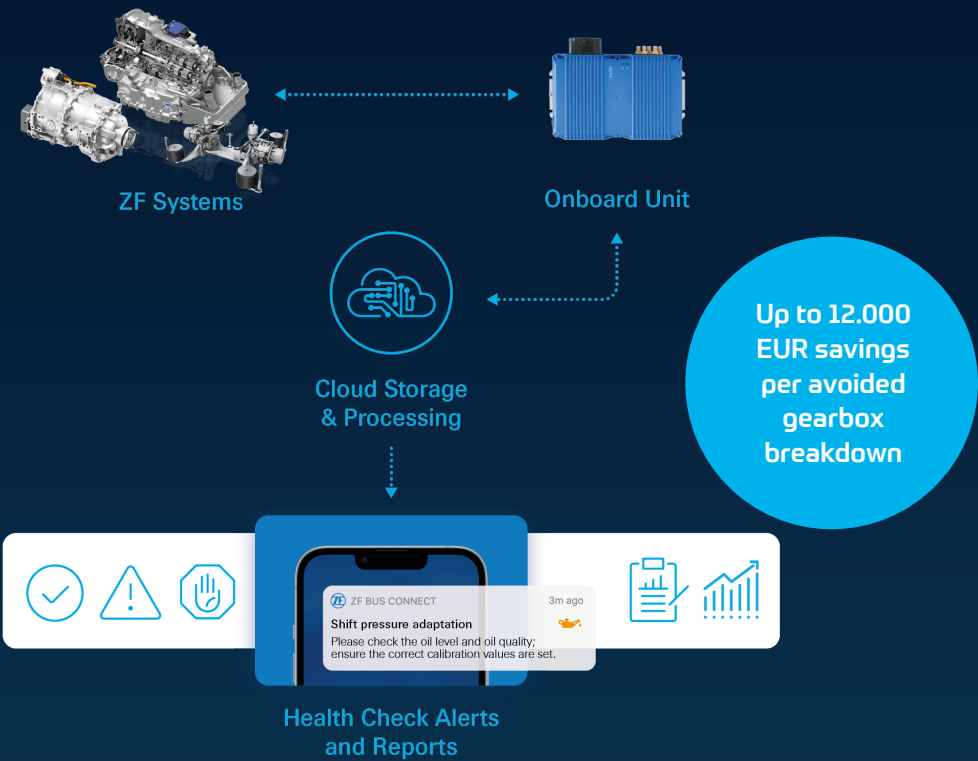 ZF Systems
Onboard Unit
Cloud Storage
& Processing
Up to 12.000
EUR savings
per avoided
gearbox
breakdown
ZF BUS CONNECT
3m ago
Shift pressure adaptation
Please check the oil level and oil quality;
ensure the correct calibration values are set.
Health Check Alerts
and Reports